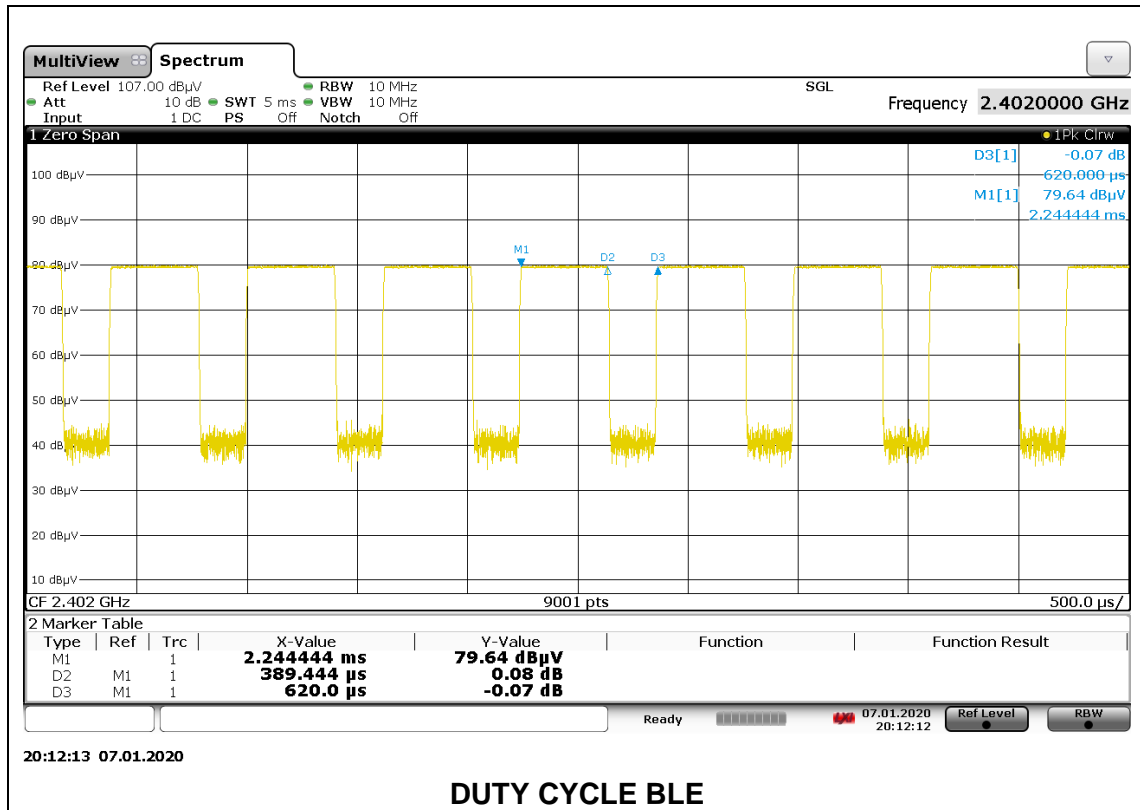 MultiView Spectrum
Ref Level 107.00 dBµV RBW 10 MHz SGL
Att 10 dB SWT 5 ms VBW 10 MHz Frequency 2.4020000 GHz
Input 1 DC PS Off Notch Off
1 Zero Span 1Pk Clrw
D3[1] -0.07 dB
620.000 µs
M1[1] 79.64 dBµV
2.244444 ms
100 dBµV
90 dBµV
M1 D2 D3
80 dBµV
70 dBµV
60 dBµV
50 dBµV
40 dB
30 dBµV
20 dBµV
10 dBµV
CF 2.402 GHz 9001 pts 500.0 µs/
2 Marker Table
Type Ref Trc X-Value Y-Value Function Function Result
M1 1 2.244444 ms 79.64 dBµV
D2 M1 1 389.444 µs 0.08 dB
D3 M1 1 620.0 µs -0.07 dB
Ready 07.01.2020 Ref Level RBW
20:12:12
20:12:13 07.01.2020
DUTY CYCLE BLE